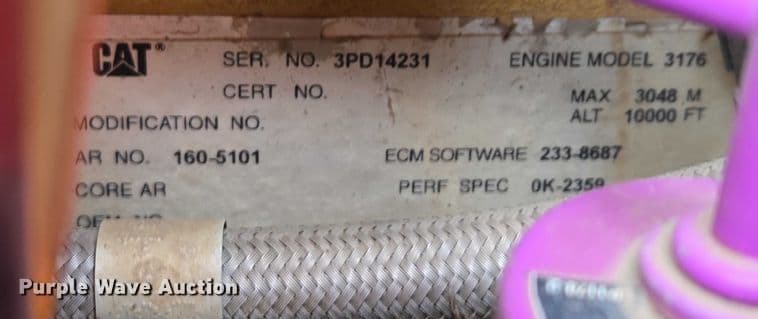 CAT® SER. NO. 3PD14231 ENGINE MODEL 3176
CERT NO. MAX 3048 M
ALT 10000 FT
MODIFICATION NO.
AR NO. 160-5101 ECM SOFTWARE 233-8687
CORE AR PERF SPEC 0K-2359
Purple Wave Auction